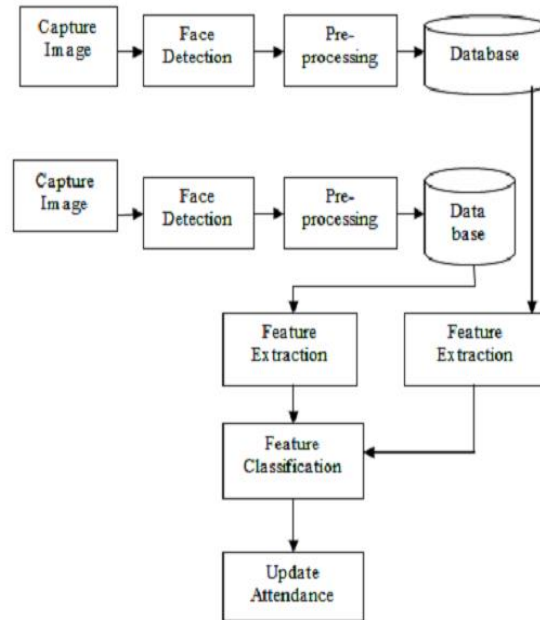 Capture
Image
Face
Detection
Pre-
processing
Database
Capture
Image
Face
Detection
Pre-
processing
Data
base
Feature
Extraction
Feature
Extraction
Feature
Classification
Update
Attendance